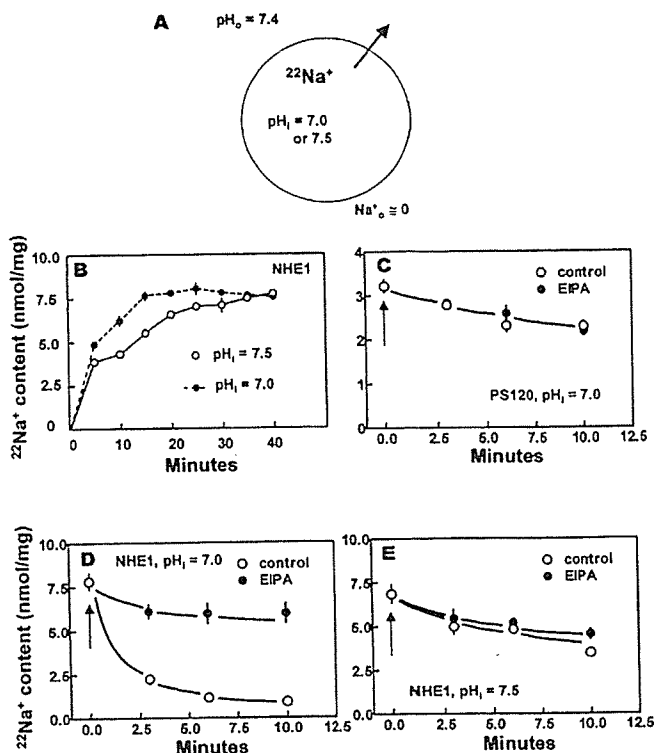 A
pHo = 7.4
22Na+
pHi = 7.0
or 7.5
Na+o ≅ 0
22Na+ content (nmol/mg)
B
NHE1
10.0
7.5
5.0
2.5
0
pHi = 7.5
pHi = 7.0
0 10 20 30 40 50
Minutes
C
control
EIPA
4
3
2
1
0
PS120, pHi = 7.0
0.0 2.5 5.0 7.5 10.0 12.5
Minutes
22Na+ content (nmol/mg)
D
NHE1, pHi = 7.0
control
EIPA
10.0
7.5
5.0
2.5
0.0
0.0 2.5 5.0 7.5 10.0 12.5
Minutes
E
control
EIPA
10.0
7.5
5.0
2.5
0.0
NHE1, pHi = 7.5
0.0 2.5 5.0 7.5 10.0 12.5
Minutes